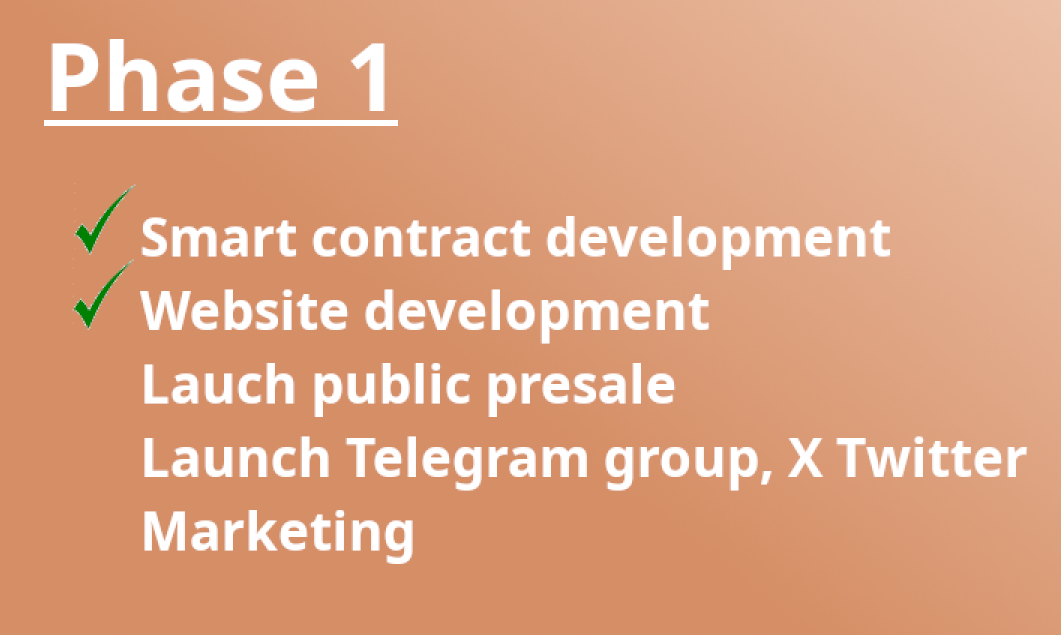 Phase 1
Smart contract development
Website development
Lauch public presale
Launch Telegram group, X Twitter
Marketing